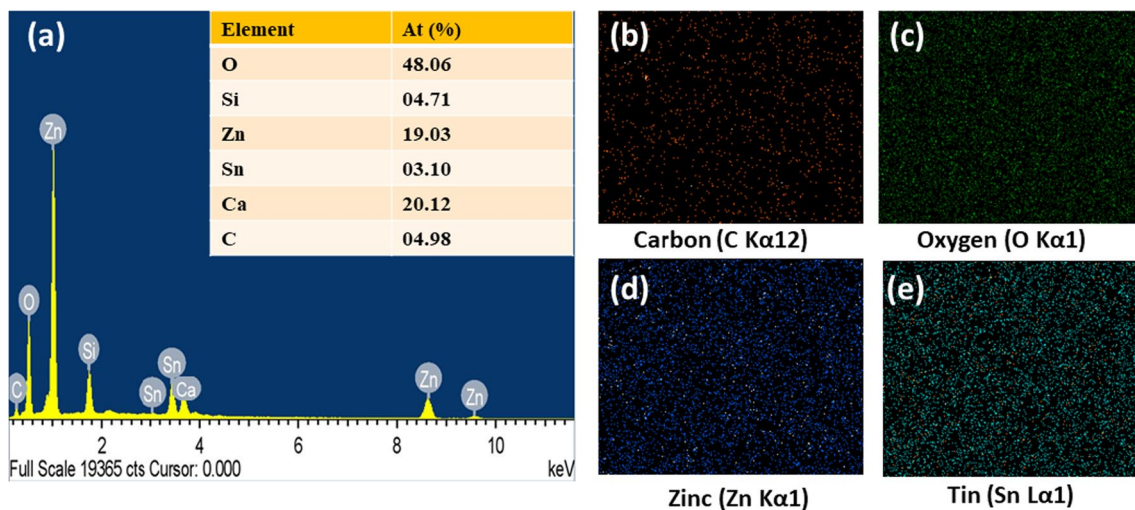 (a)
Element At (%)
O 48.06
Si 04.71
Zn 19.03
Sn 03.10
Ca 20.12
C 04.98
Zn
O
Si
Sn
C
Sn
Ca
Zn
Zn
2 4 6 8 10
Full Scale 19365 cts Cursor: 0.000 keV
(b)
Carbon (C Kα12)
(c)
Oxygen (O Kα1)
(d)
Zinc (Zn Kα1)
(e)
Tin (Sn Lα1)